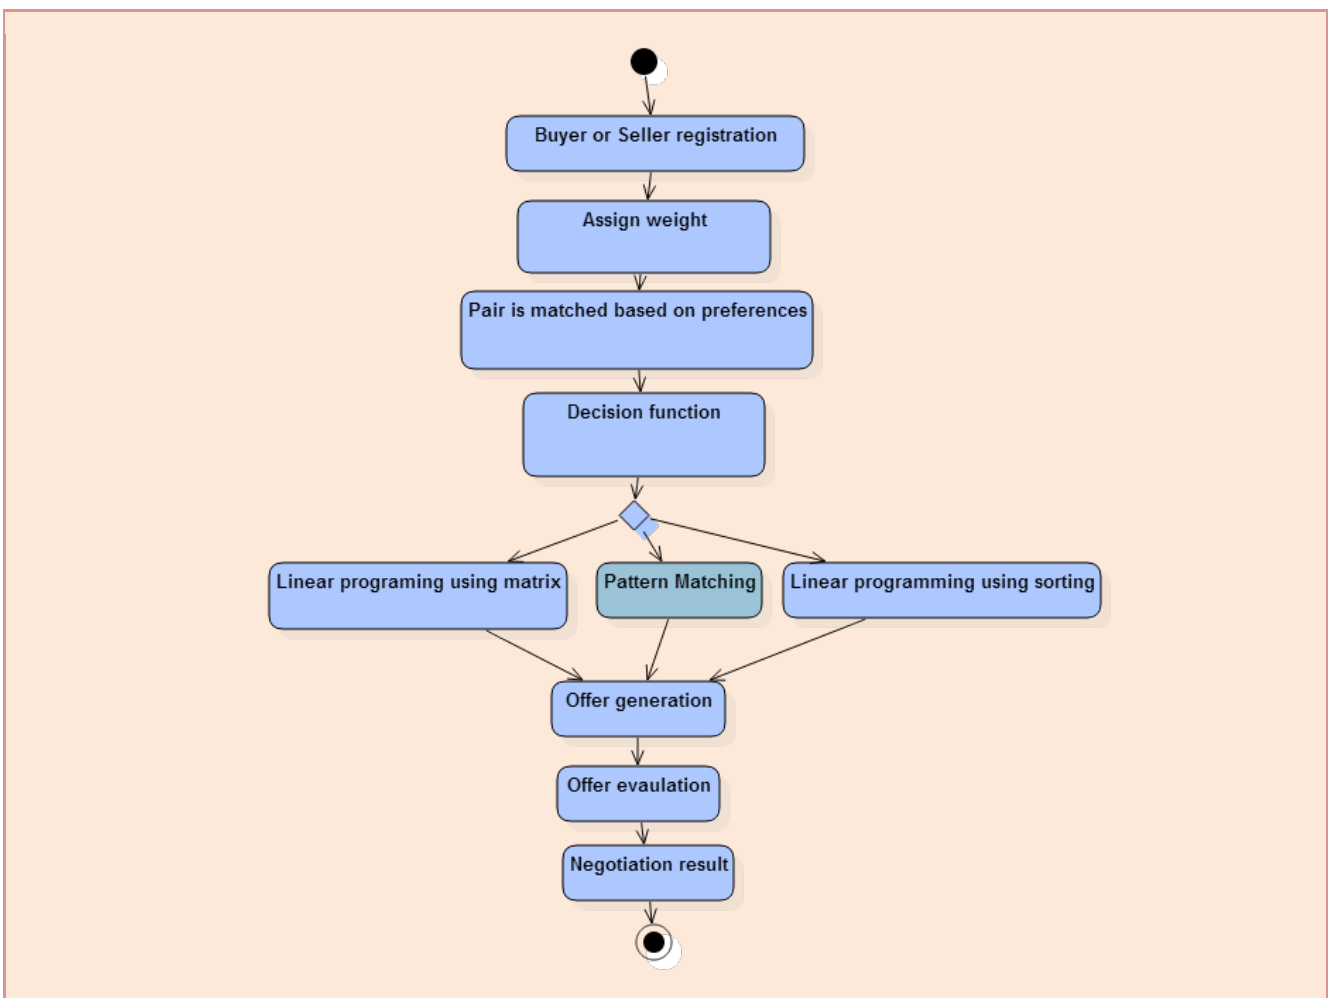 Buyer or Seller registration
Assign weight
Pair is matched based on preferences
Decision function
Linear programing using matrix
Pattern Matching
Linear programming using sorting
Offer generation
Offer evaulation
Negotiation result